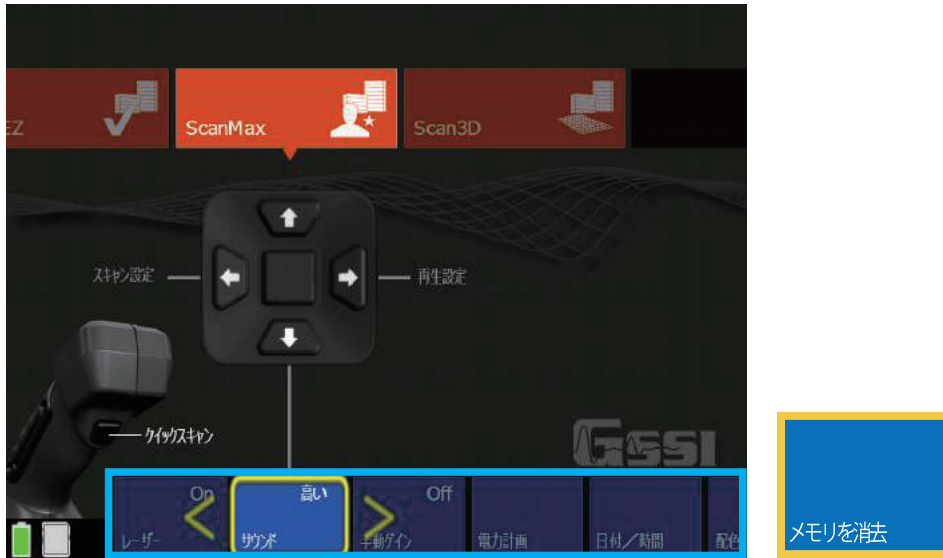 EZ
ScanMax
Scan3D
スキャン設定
再生設定
クイックスキャン
GSSI
On
高い
Off
レーザー
サウンド
手動ゲイン
電力計画
日付／時間
配色
メモリを消去